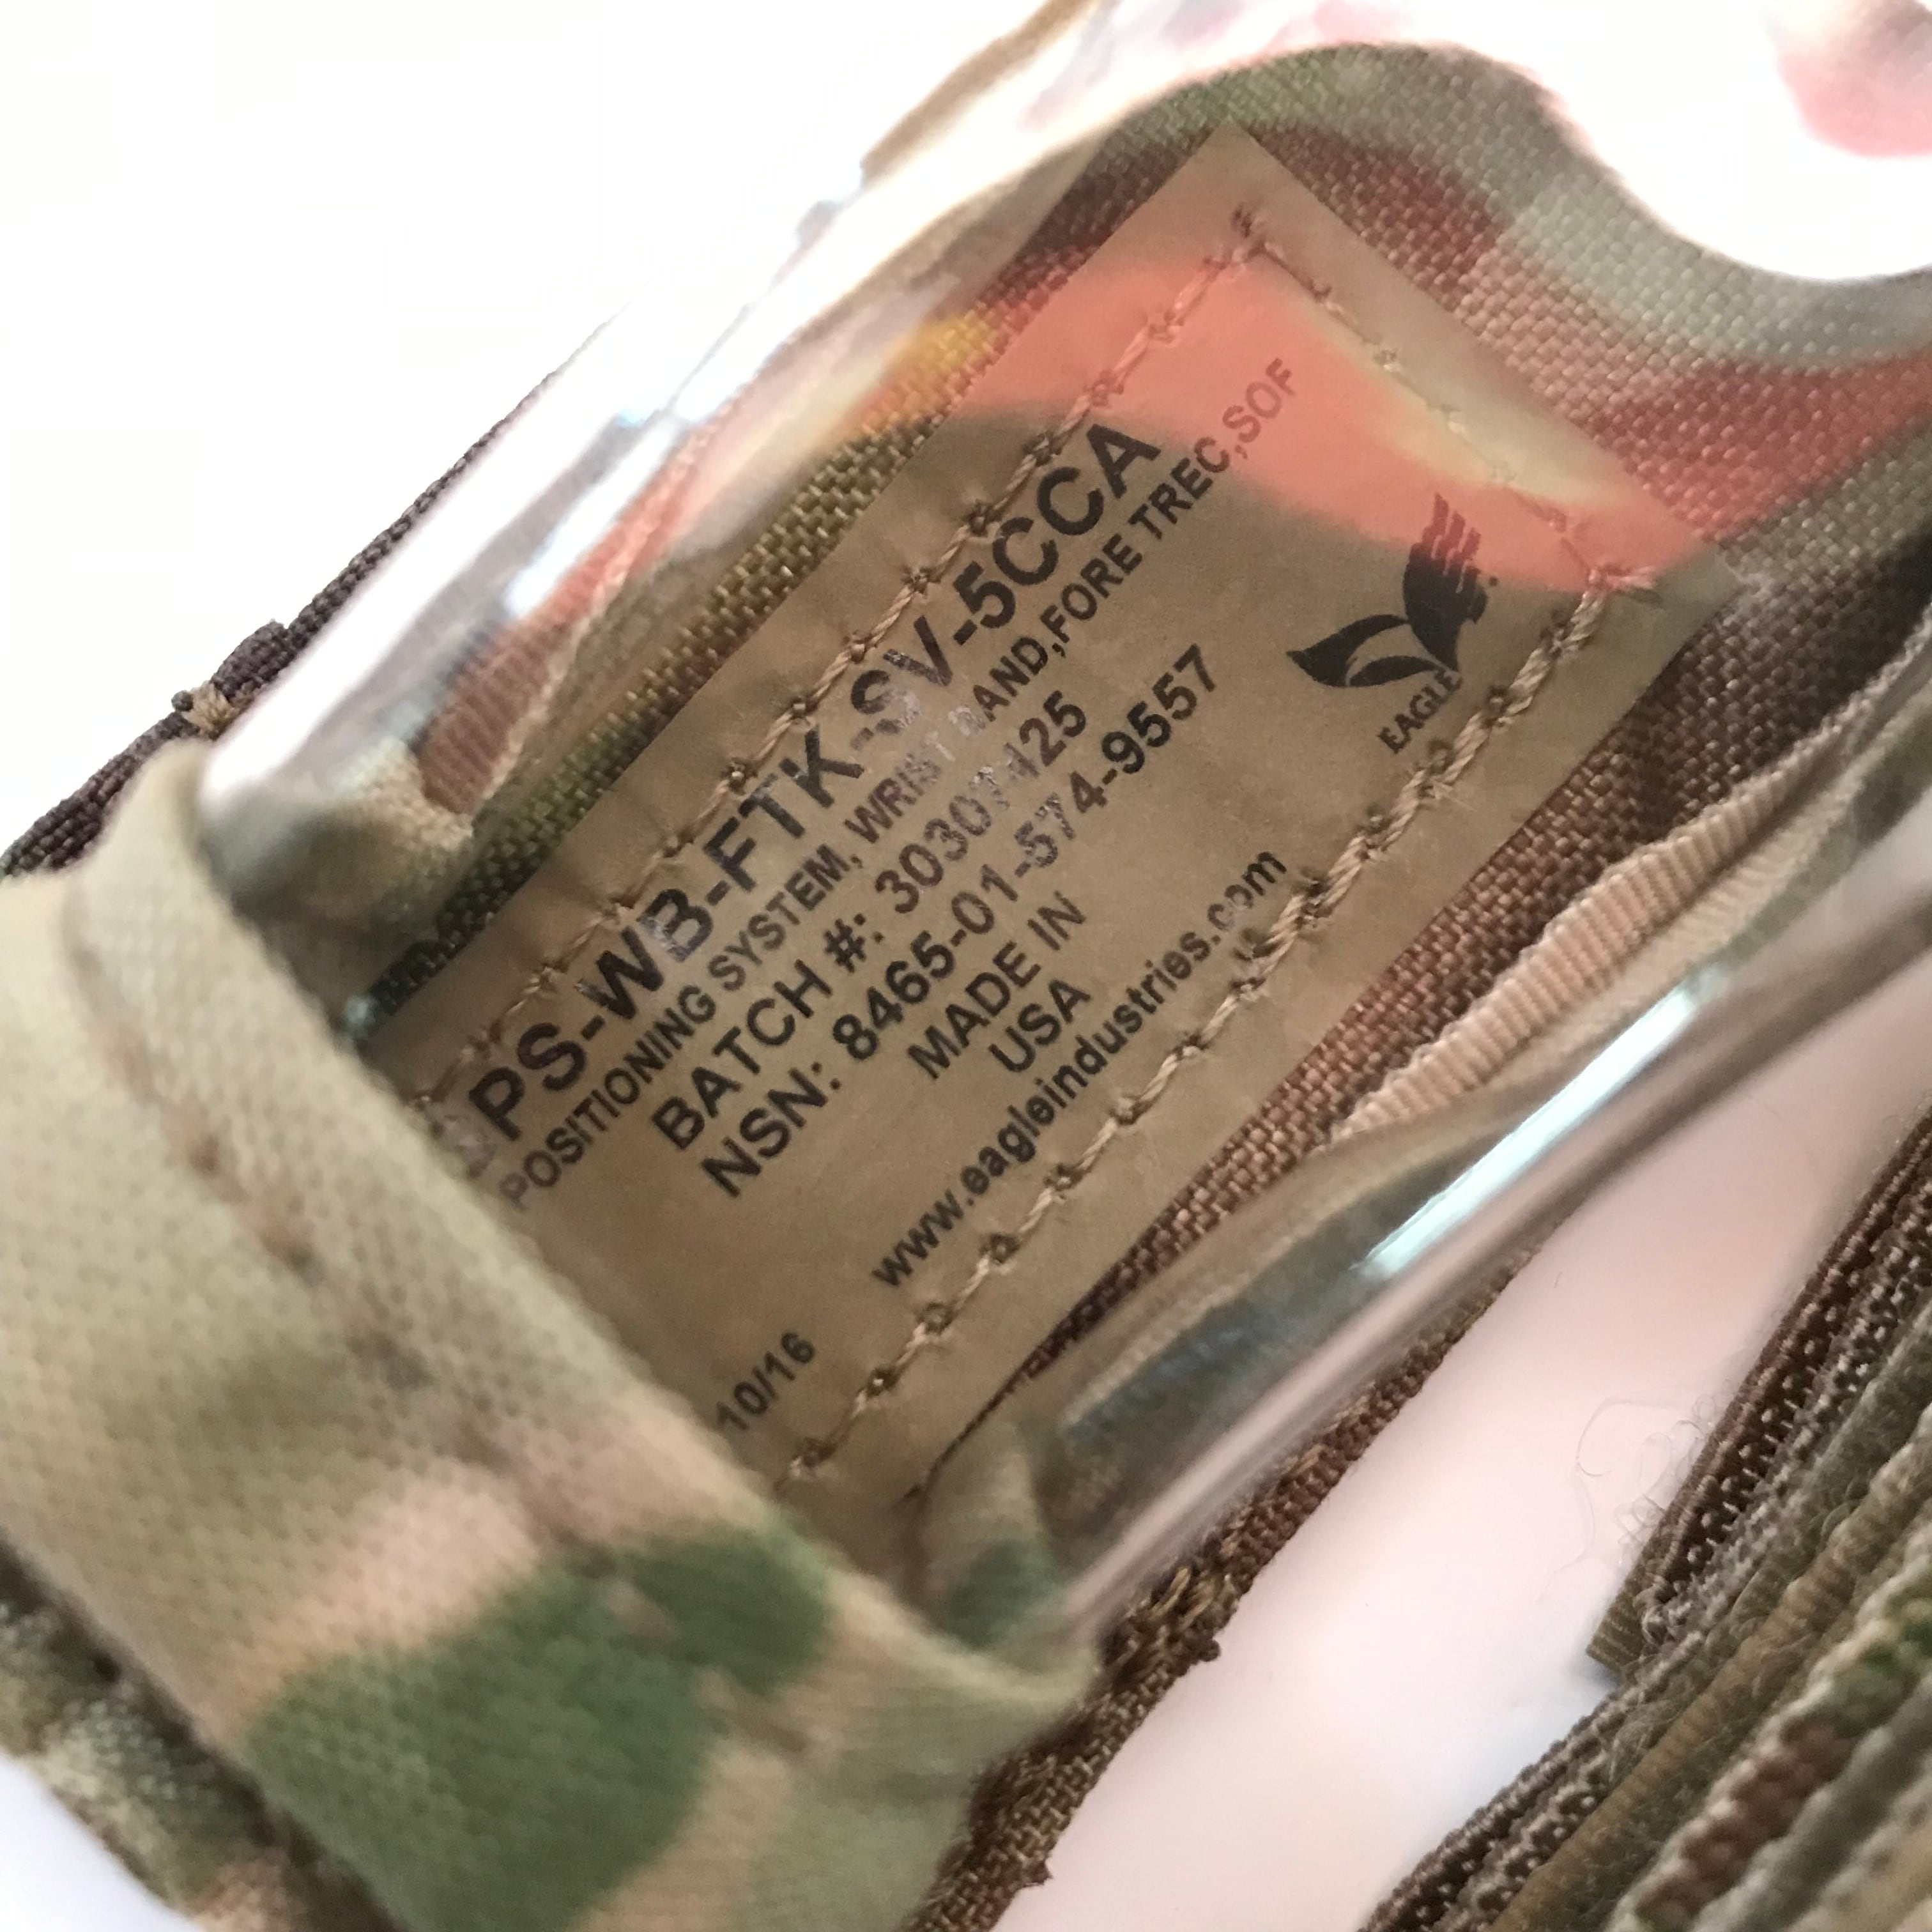 PS-WB-FTK-SV-5CCA
POSITIONING SYSTEM, WRIST BAND,FORE TREC,SOF
BATCH #:
NSN: 8465-01-574-9557
MADE IN
USA
www.eagleindustries.com
10/16
EAGLE